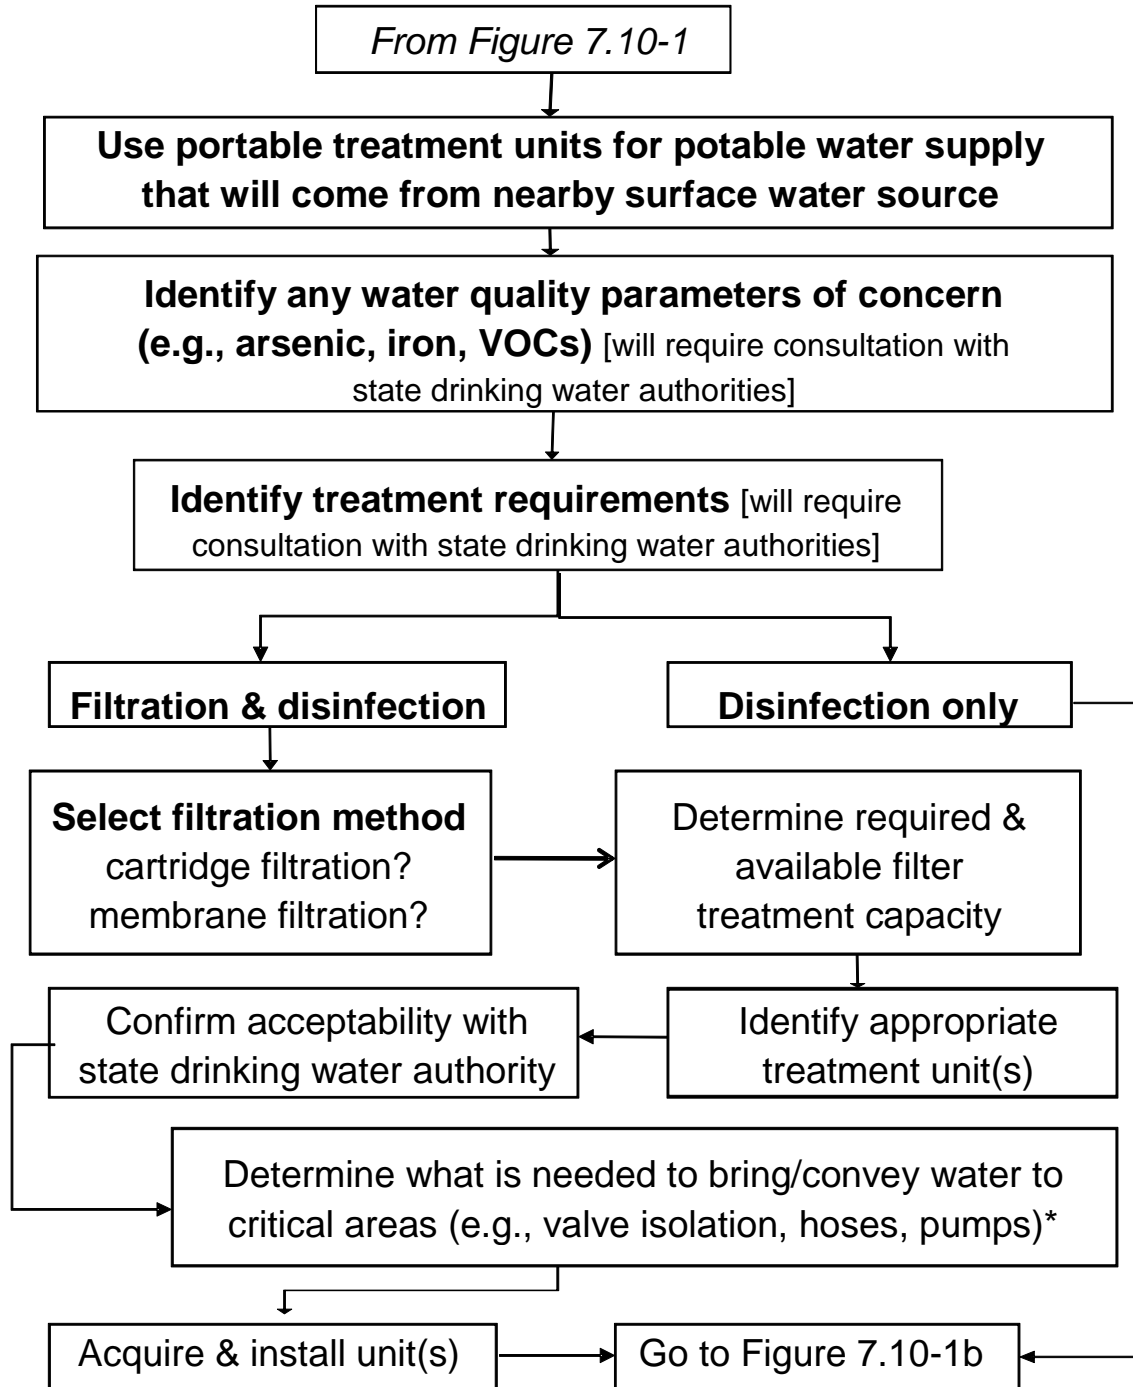 From Figure 7.10-1
Use portable treatment units for potable water supply
that will come from nearby surface water source
Identify any water quality parameters of concern
(e.g., arsenic, iron, VOCs) [will require consultation with
state drinking water authorities]
Identify treatment requirements [will require
consultation with state drinking water authorities]
Filtration & disinfection
Disinfection only
Select filtration method
cartridge filtration?
membrane filtration?
Determine required &
available filter
treatment capacity
Identify appropriate
treatment unit(s)
Confirm acceptability with
state drinking water authority
Determine what is needed to bring/convey water to
critical areas (e.g., valve isolation, hoses, pumps)*
Acquire & install unit(s)
Go to Figure 7.10-1b